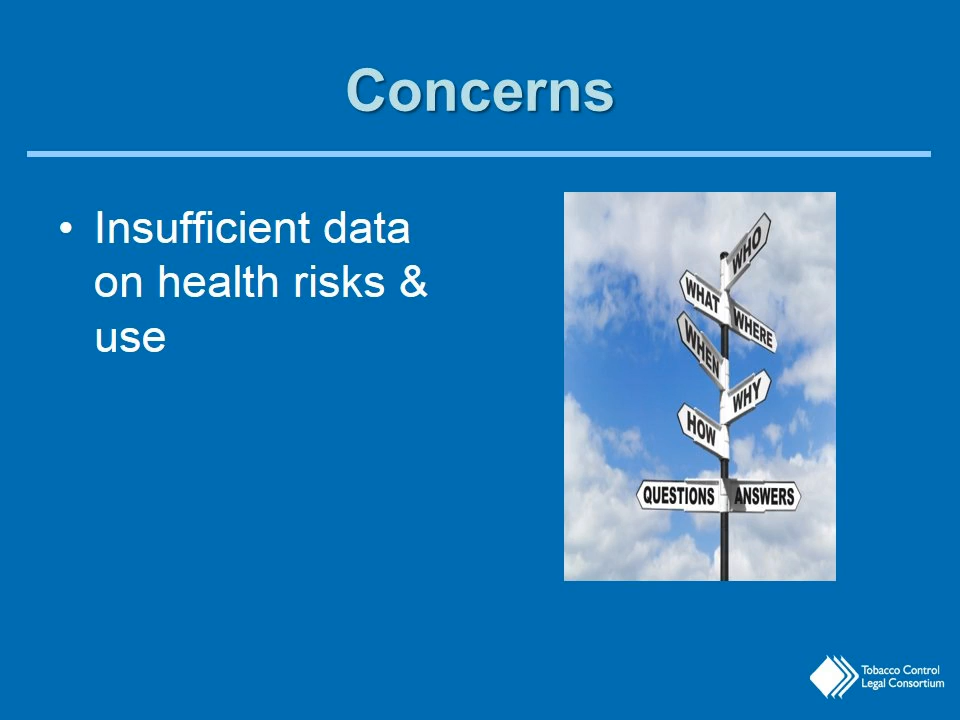 Concerns
• Insufficient data
on health risks &
use
WHO
WHAT
WHERE
WHEN
WHY
HOW
QUESTIONS ANSWERS
Tobacco Control
Legal Consortium